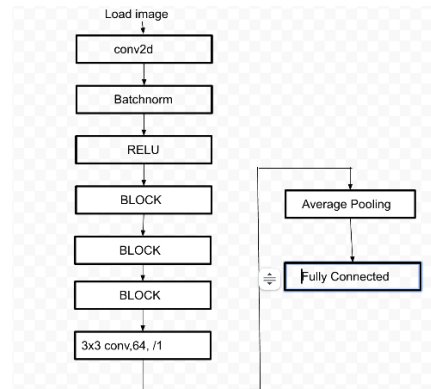 Load image
conv2d
Batchnorm
RELU
BLOCK
BLOCK
BLOCK
3x3 conv,64, /1
Average Pooling
Fully Connected